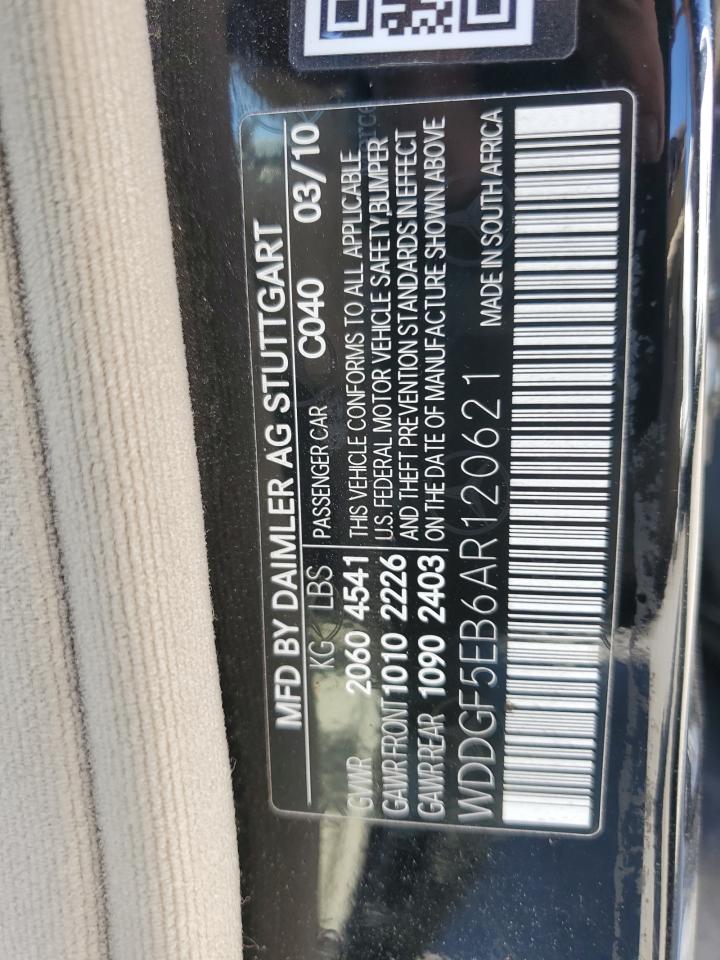 MFD BY DAIMLER AG STUTTGART
KG LBS PASSENGER CAR C040 03/10
GVWR 2060 4541 THIS VEHICLE CONFORMS TO ALL APPLICABLE
GAWR FRONT 1010 2226 U.S. FEDERAL MOTOR VEHICLE SAFETY,BUMPER
GAWR REAR 1090 2403 AND THEFT PREVENTION STANDARDS IN EFFECT
ON THE DATE OF MANUFACTURE SHOWN ABOVE
WDDGF5EB6AR120621 MADE IN SOUTH AFRICA